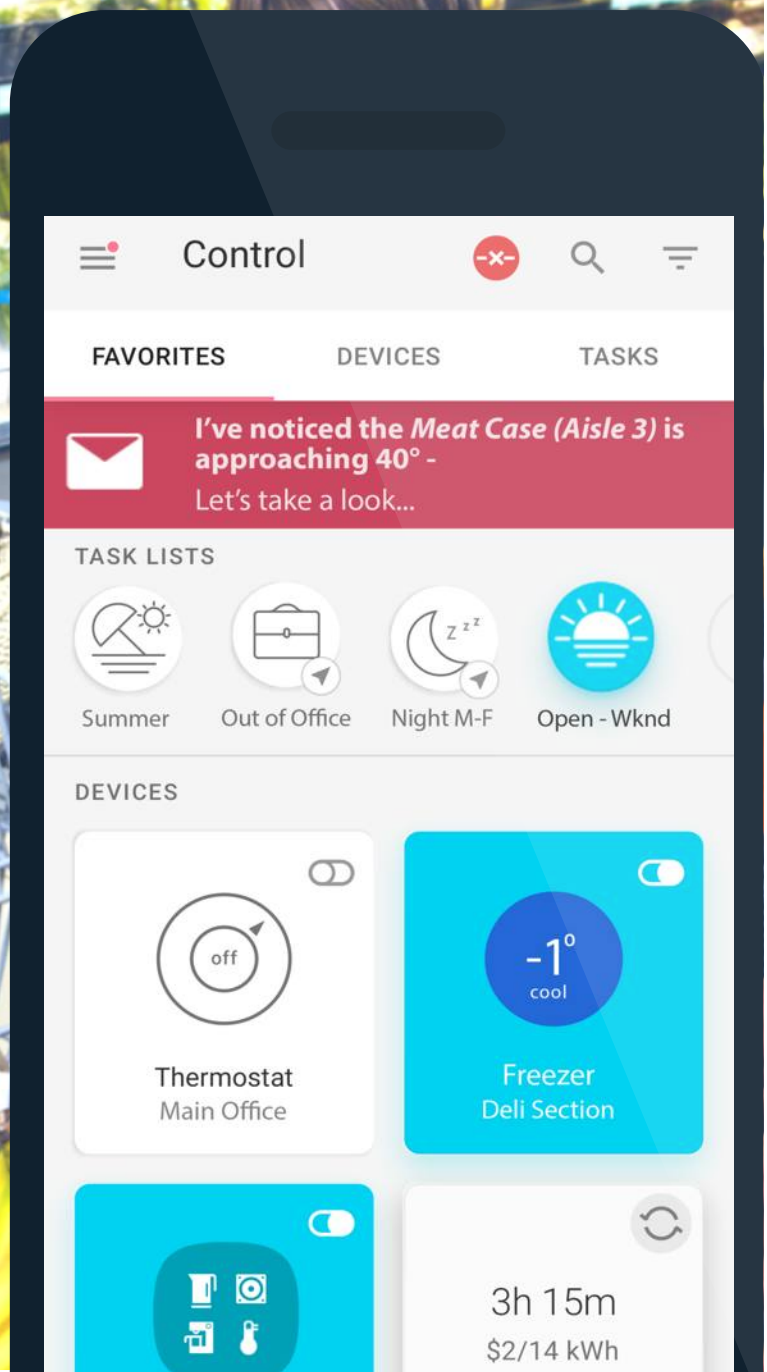 Control
FAVORITES DEVICES TASKS
I've noticed the Meat Case (Aisle 3) is
approaching 40° -
Let's take a look...
TASK LISTS
z z z
Summer Out of Office Night M-F Open - Wknd
DEVICES
off
-1°
cool
Thermostat
Main Office
Freezer
Deli Section
3h 15m
$2/14 kWh